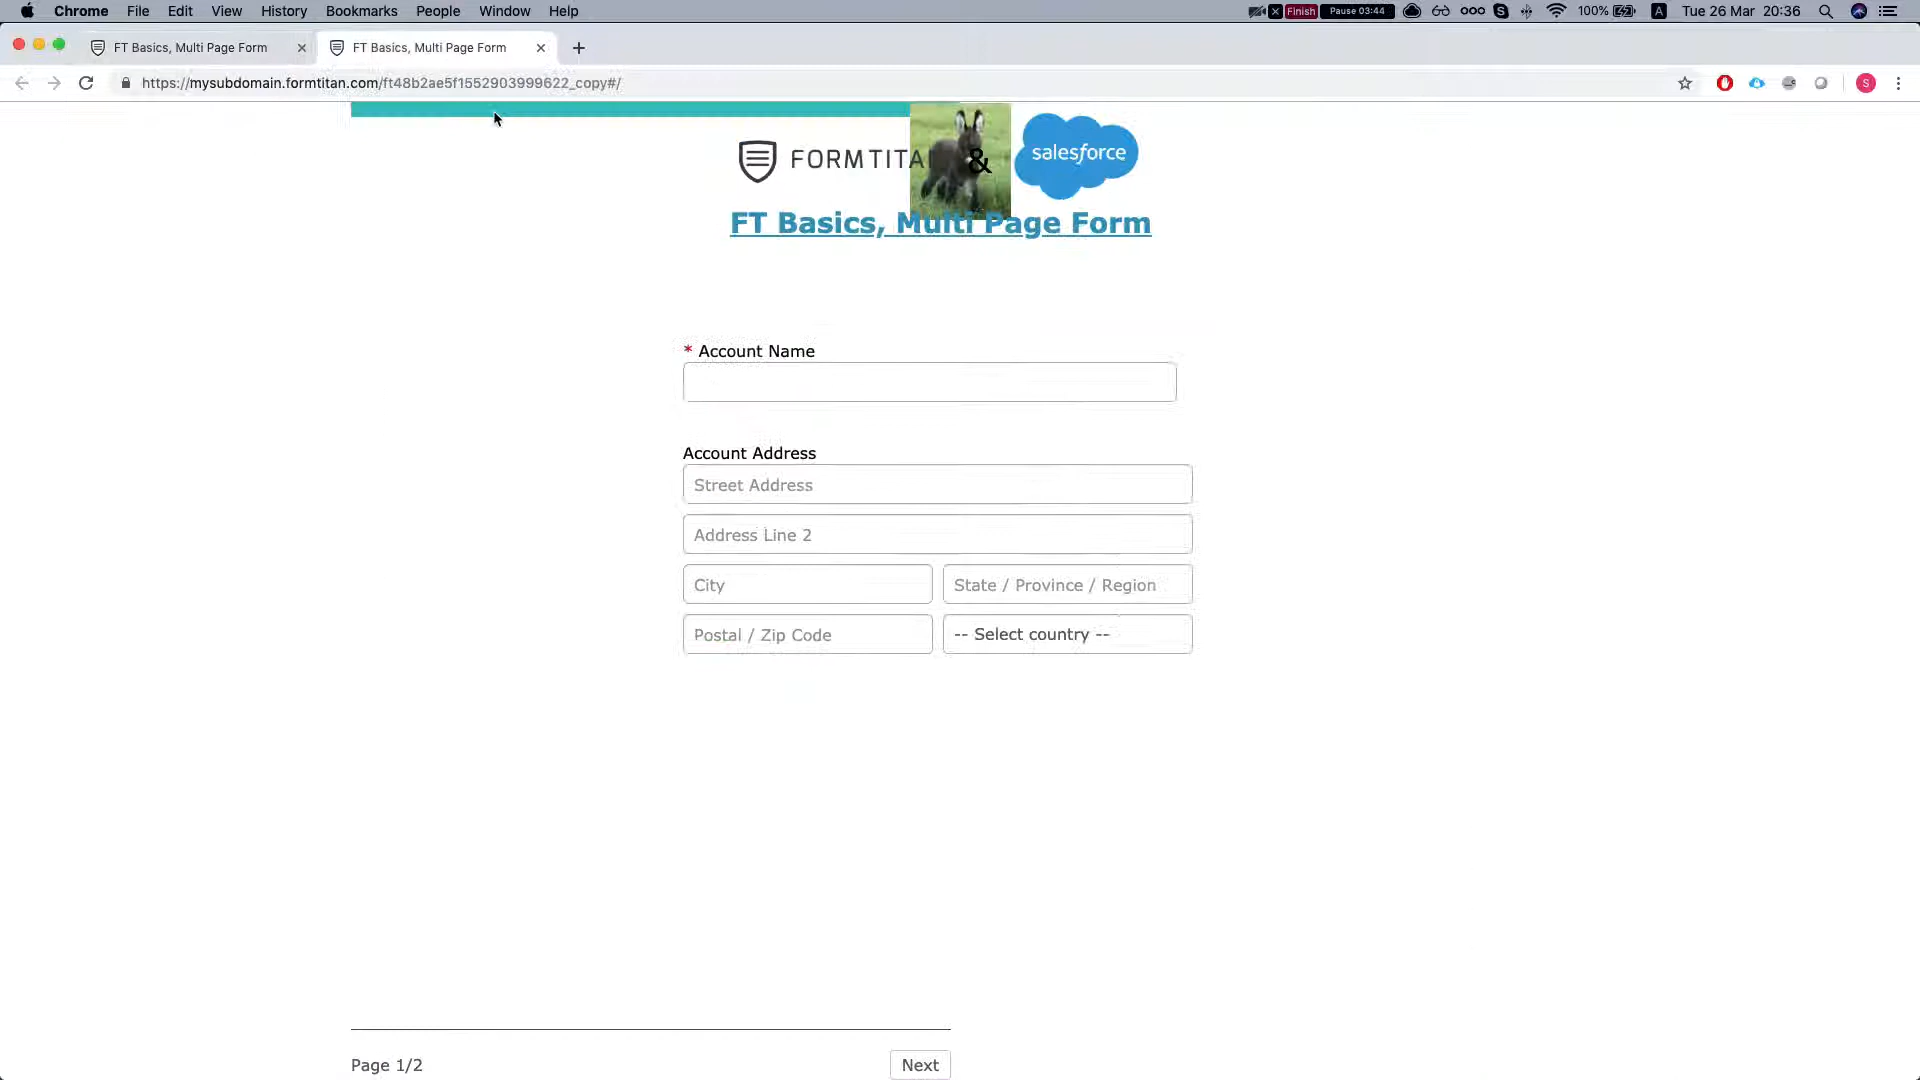 Chrome File Edit View History Bookmarks People Window Help
Finish Pause 03:44 100% A Tue 26 Mar 20:36
FT Basics, Multi Page Form
FT Basics, Multi Page Form
https://mysubdomain.formtitan.com/ft48b2ae5f1552903999622_copy#/
S
FORMTITA & salesforce
FT Basics, Multi Page Form
* Account Name
Account Address
Street Address
Address Line 2
City
State / Province / Region
Postal / Zip Code
-- Select country --
Page 1/2
Next